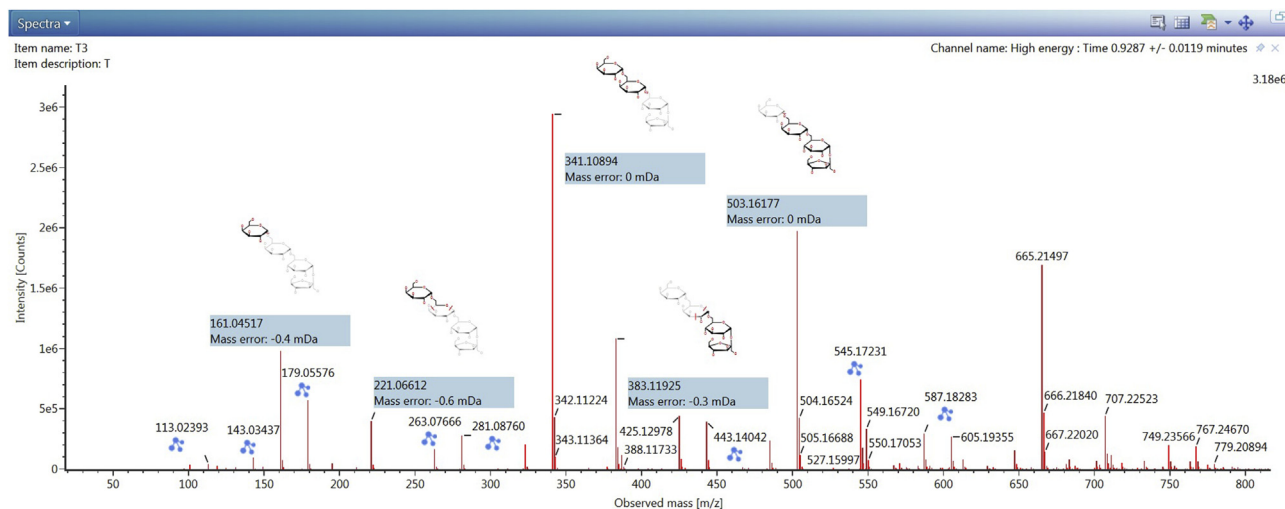 Spectra
Item name: T3
Channel name: High energy : Time 0.9287 +/- 0.0119 minutes
Item description: T
3.18e6
3e6
2.5e6
2e6
1.5e6
1e6
5e5
0
Intensity [Counts]
341.10894
Mass error: 0 mDa
503.16177
Mass error: 0 mDa
161.04517
Mass error: -0.4 mDa
221.06612
Mass error: -0.6 mDa
383.11925
Mass error: -0.3 mDa
665.21497
179.05576
545.17231
113.02393
143.03437
263.07666
281.08760
342.11224
343.11364
425.12978
388.11733
443.14042
504.16524
505.16688
527.15997
549.16720
550.17053
587.18283
605.19355
666.21840
667.22020
707.22523
749.23566
767.24670
779.20894
50 100 150 200 250 300 350 400 450 500 550 600 650 700 750 800
Observed mass [m/z]